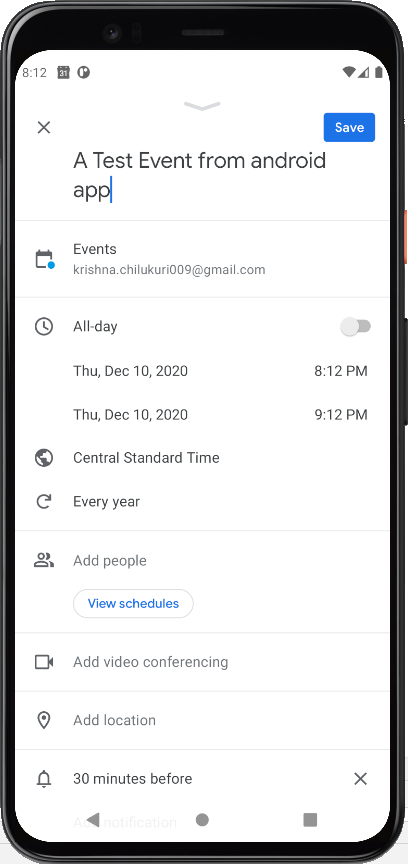 8:12
31
Save
A Test Event from android
app
Events
krishna.chilukuri009@gmail.com
All-day
Thu, Dec 10, 2020 8:12 PM
Thu, Dec 10, 2020 9:12 PM
Central Standard Time
Every year
Add people
View schedules
Add video conferencing
Add location
30 minutes before
Add notification